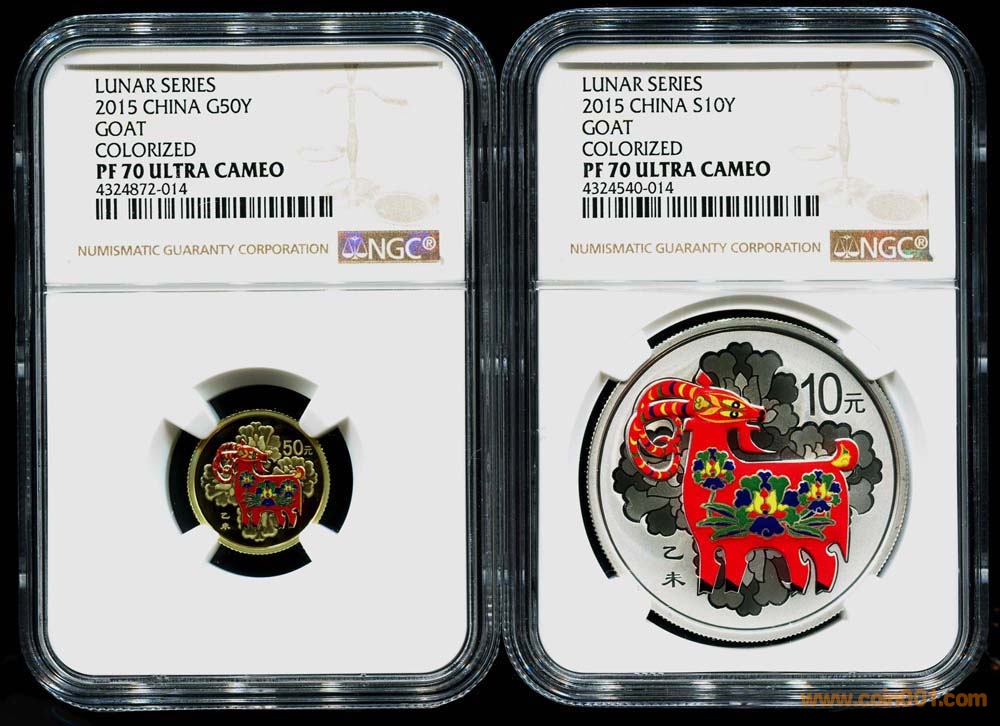 LUNAR SERIES
2015 CHINA G50Y
GOAT
COLORIZED
PF 70 ULTRA CAMEO
4324872-014
NUMISMATIC GUARANTY CORPORATION
NGC®
50元
乙未
LUNAR SERIES
2015 CHINA S10Y
GOAT
COLORIZED
PF 70 ULTRA CAMEO
4324540-014
NUMISMATIC GUARANTY CORPORATION
NGC®
10元
乙未
www.coin001.com